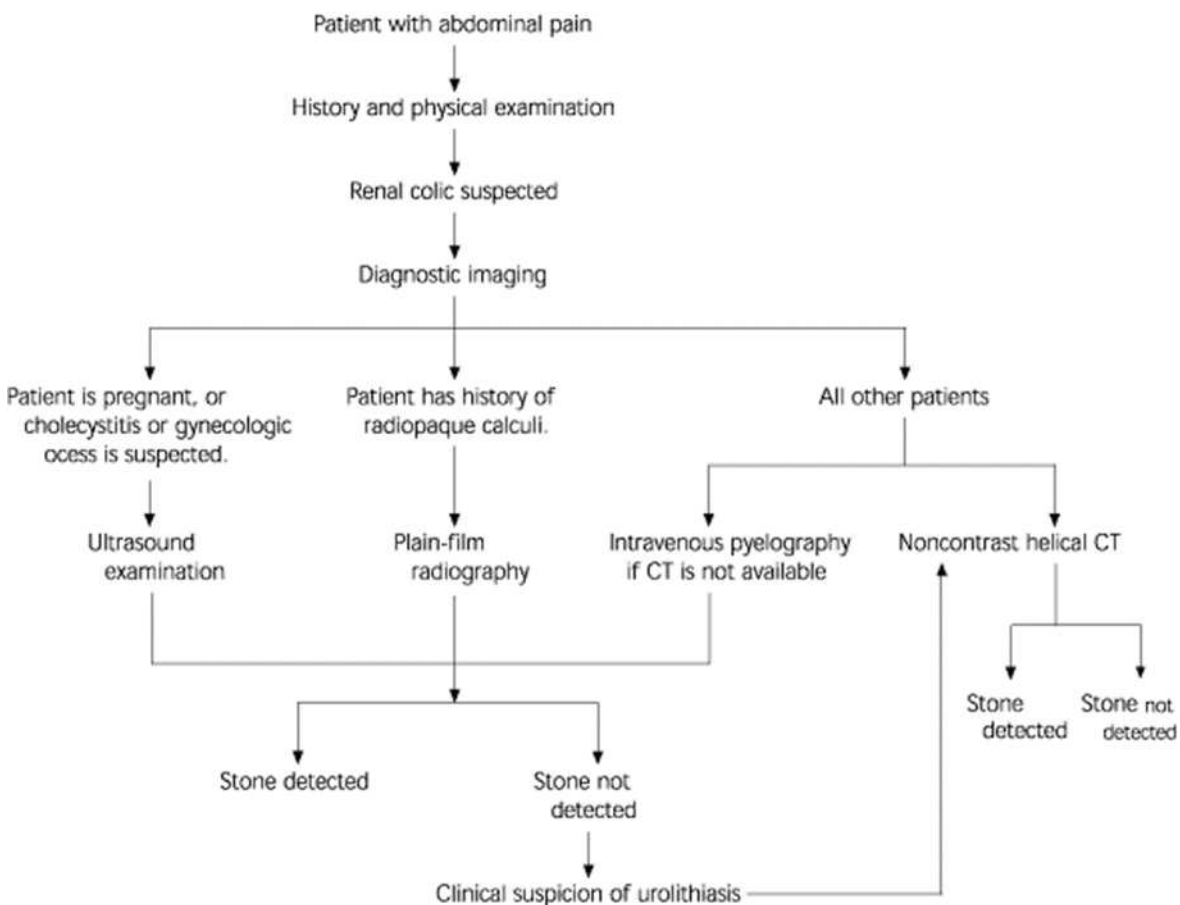 Patient with abdominal pain
History and physical examination
Renal colic suspected
Diagnostic imaging
Patient is pregnant, or
cholecystitis or gynecologic
ocess is suspected.
Patient has history of
radiopaque calculi.
All other patients
Ultrasound
examination
Plain-film
radiography
Intravenous pyelography
if CT is not available
Noncontrast helical CT
Stone
detected
Stone not
detected
Stone detected
Stone not
detected
Clinical suspicion of urolithiasis